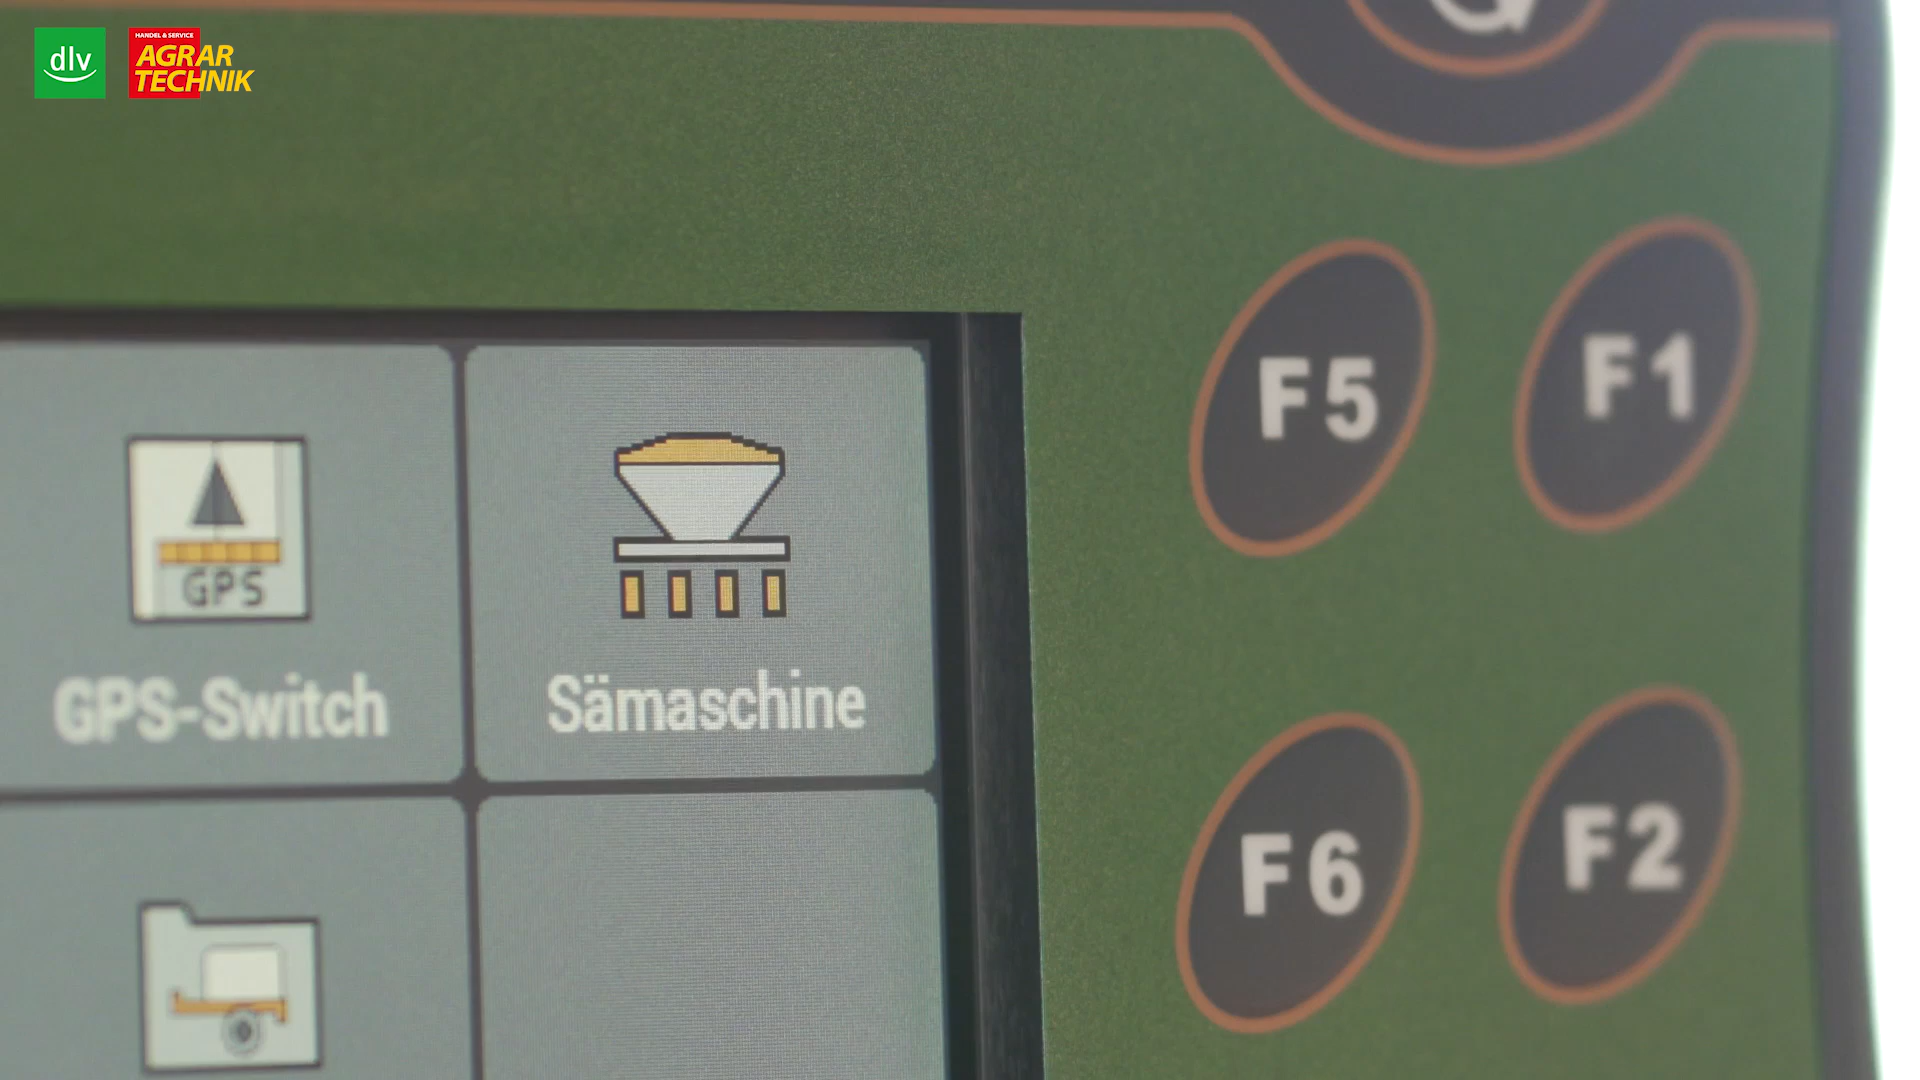 dlv
HANDEL & SERVICE
AGRAR
TECHNIK
F5
F1
GPS
GPS-Switch
Sämaschine
F6
F2